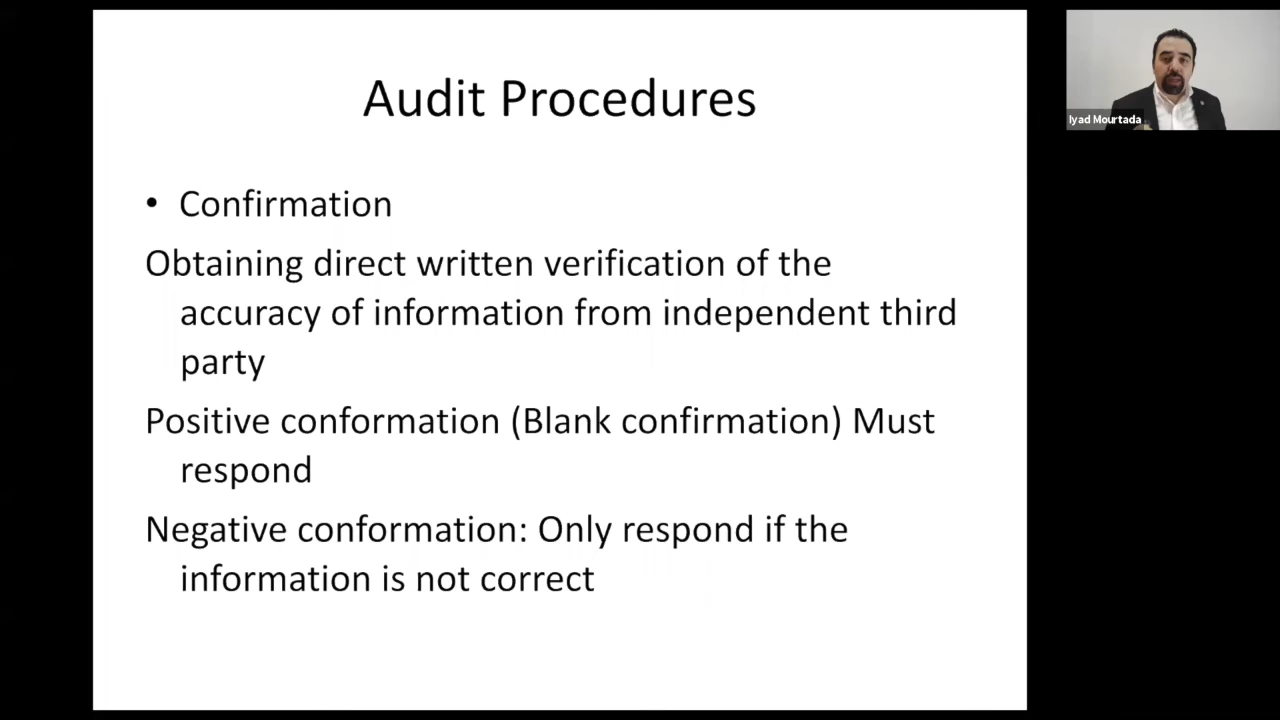 Audit Procedures
• Confirmation
Obtaining direct written verification of the
accuracy of information from independent third
party
Positive conformation (Blank confirmation) Must
respond
Negative conformation: Only respond if the
information is not correct
Iyad Mourtada